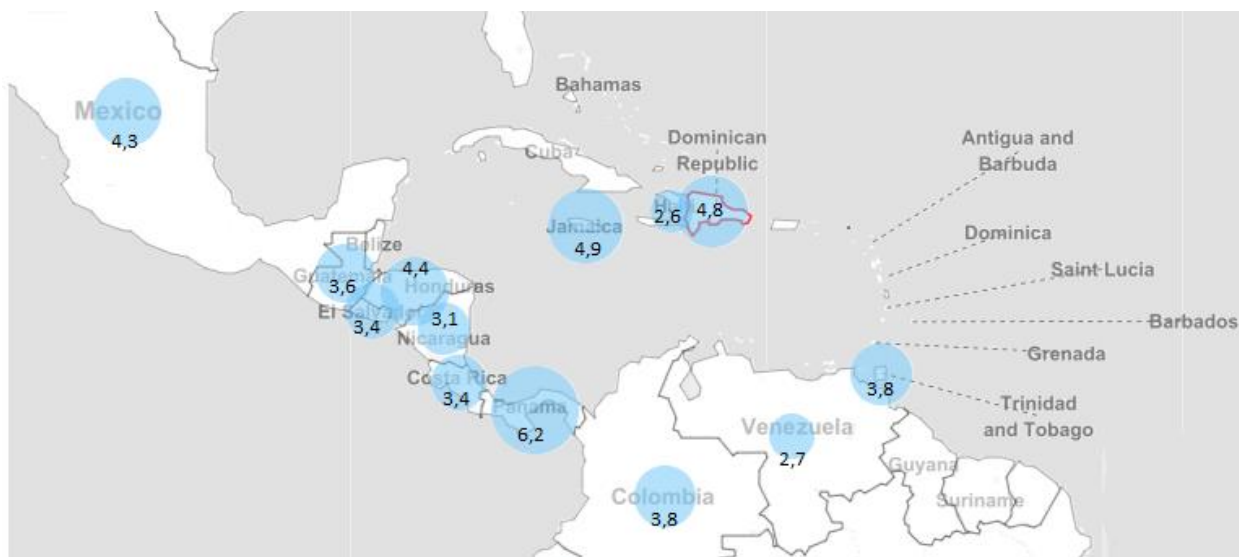 Bahamas
Mexico
4,3
Dominican
Republic
Antigua and
Barbuda
Cuba
2,6
4,8
Jamaica
4,9
Dominica
Belize
Saint Lucia
4,4
Guatemala
3,6
Honduras
El Salvador
3,4
3,1
Nicaragua
Barbados
Grenada
Costa Rica
3,4
3,8
Panama
6,2
Trinidad
and Tobago
Venezuela
2,7
Guyana
Colombia
3,8
Suriname